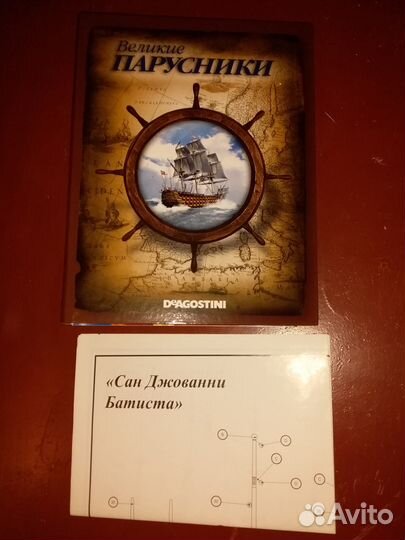 Великие
ПАРУСНИКИ
DeAGOSTINI
«Сан Джованни
Батиста»
Avito